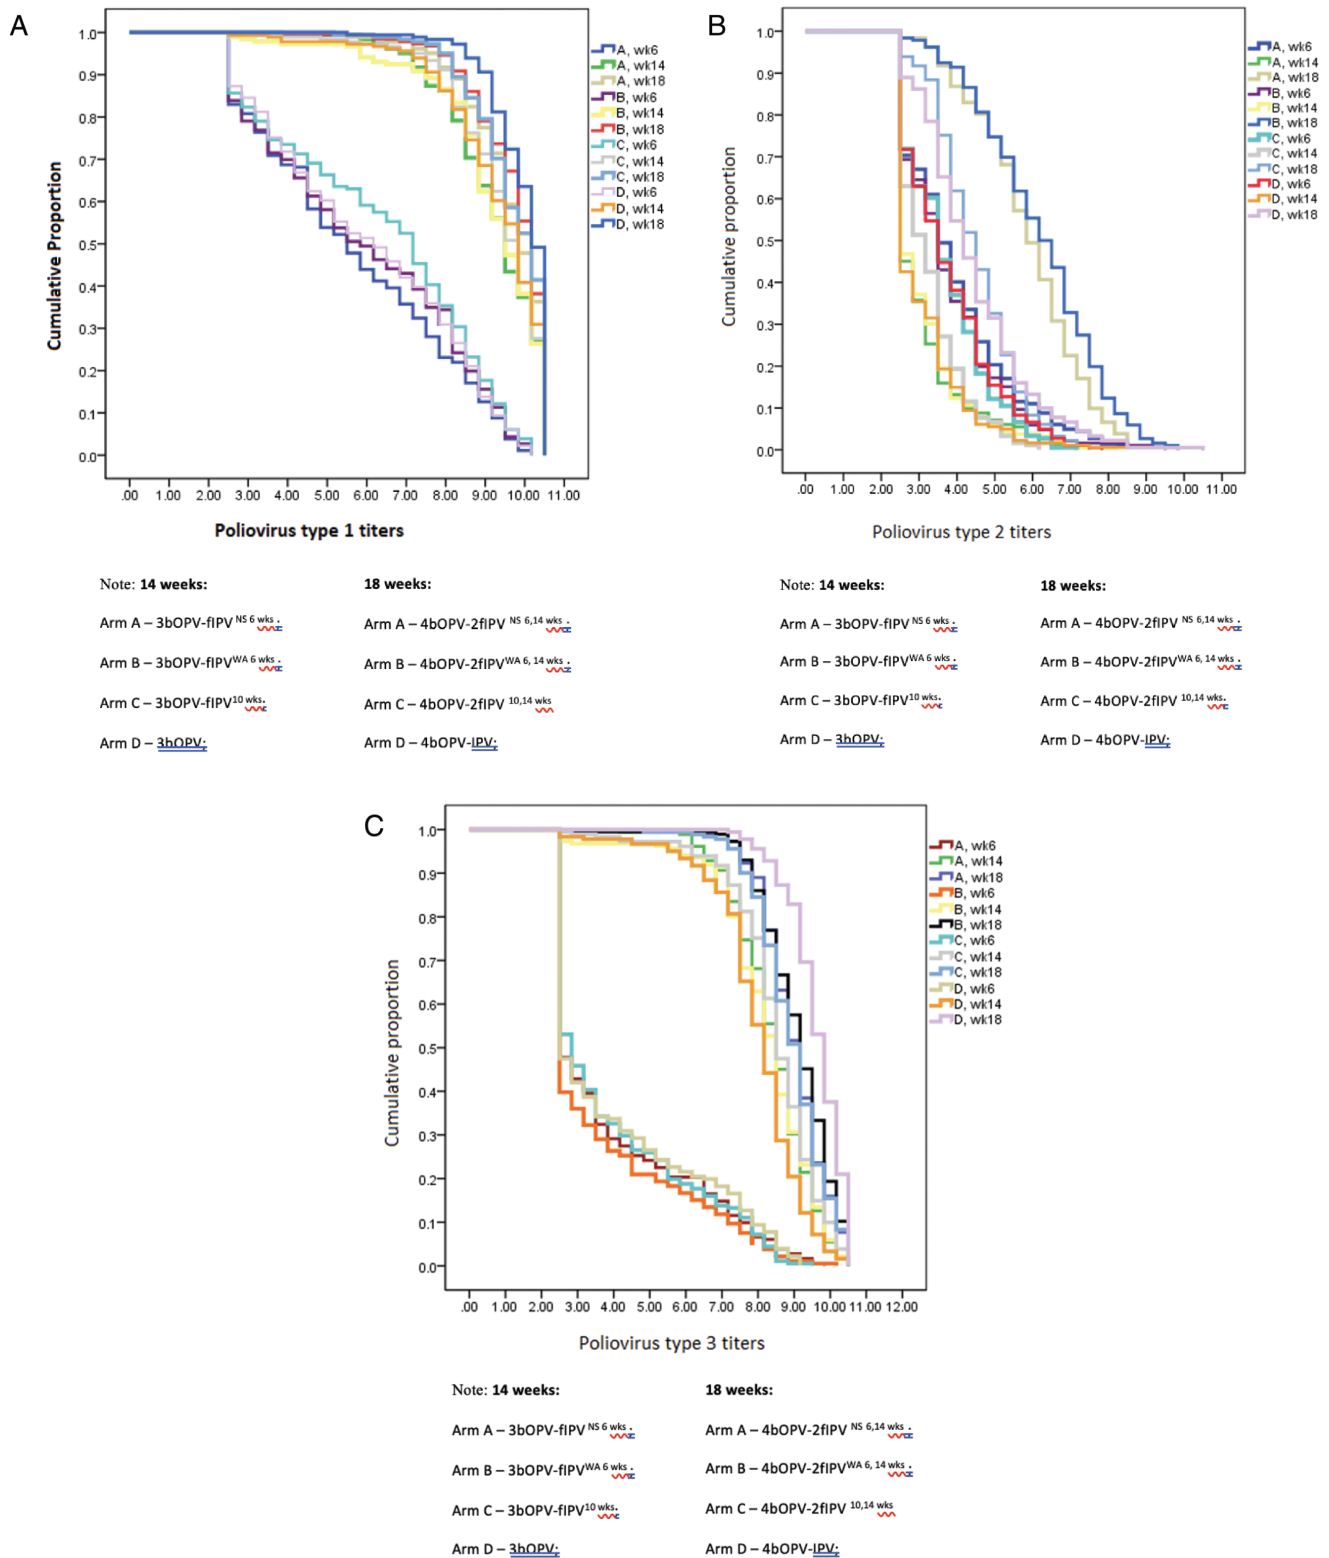 A
Cumulative Proportion
1.0
0.9
0.8
0.7
0.6
0.5
0.4
0.3
0.2
0.1
0.0
.00 1.00 2.00 3.00 4.00 5.00 6.00 7.00 8.00 9.00 10.00 11.00
Poliovirus type 1 titers
A, wk6
A, wk14
A, wk18
B, wk6
B, wk14
B, wk18
C, wk6
C, wk14
C, wk18
D, wk6
D, wk14
D, wk18
Note: 14 weeks: 18 weeks:
Arm A – 3bOPV-fIPV NS 6 wks ; Arm A – 4bOPV-2fIPV NS 6,14 wks ;
Arm B – 3bOPV-fIPV WA 6 wks ; Arm B – 4bOPV-2fIPV WA 6, 14 wks ;
Arm C – 3bOPV-fIPV 10 wks; Arm C – 4bOPV-2fIPV 10,14 wks
Arm D – 3bOPV; Arm D – 4bOPV-IPV;
B
Cumulative proportion
1.0
0.9
0.8
0.7
0.6
0.5
0.4
0.3
0.2
0.1
0.0
.00 1.00 2.00 3.00 4.00 5.00 6.00 7.00 8.00 9.00 10.00 11.00
Poliovirus type 2 titers
A, wk6
A, wk14
A, wk18
B, wk6
B, wk14
B, wk18
C, wk6
C, wk14
C, wk18
D, wk6
D, wk14
D, wk18
Note: 14 weeks: 18 weeks:
Arm A – 3bOPV-fIPV NS 6 wks ; Arm A – 4bOPV-2fIPV NS 6,14 wks ;
Arm B – 3bOPV-fIPV WA 6 wks ; Arm B – 4bOPV-2fIPV WA 6, 14 wks ;
Arm C – 3bOPV-fIPV 10 wks; Arm C – 4bOPV-2fIPV 10,14 wks;
Arm D – 3bOPV; Arm D – 4bOPV-IPV;
C
Cumulative proportion
1.0
0.9
0.8
0.7
0.6
0.5
0.4
0.3
0.2
0.1
0.0
.00 1.00 2.00 3.00 4.00 5.00 6.00 7.00 8.00 9.00 10.00 11.00 12.00
Poliovirus type 3 titers
A, wk6
A, wk14
A, wk18
B, wk6
B, wk14
B, wk18
C, wk6
C, wk14
C, wk18
D, wk6
D, wk14
D, wk18
Note: 14 weeks: 18 weeks:
Arm A – 3bOPV-fIPV NS 6 wks ; Arm A – 4bOPV-2fIPV NS 6,14 wks ;
Arm B – 3bOPV-fIPV WA 6 wks ; Arm B – 4bOPV-2fIPV WA 6, 14 wks ;
Arm C – 3bOPV-fIPV 10 wks; Arm C – 4bOPV-2fIPV 10,14 wks
Arm D – 3bOPV; Arm D – 4bOPV-IPV;